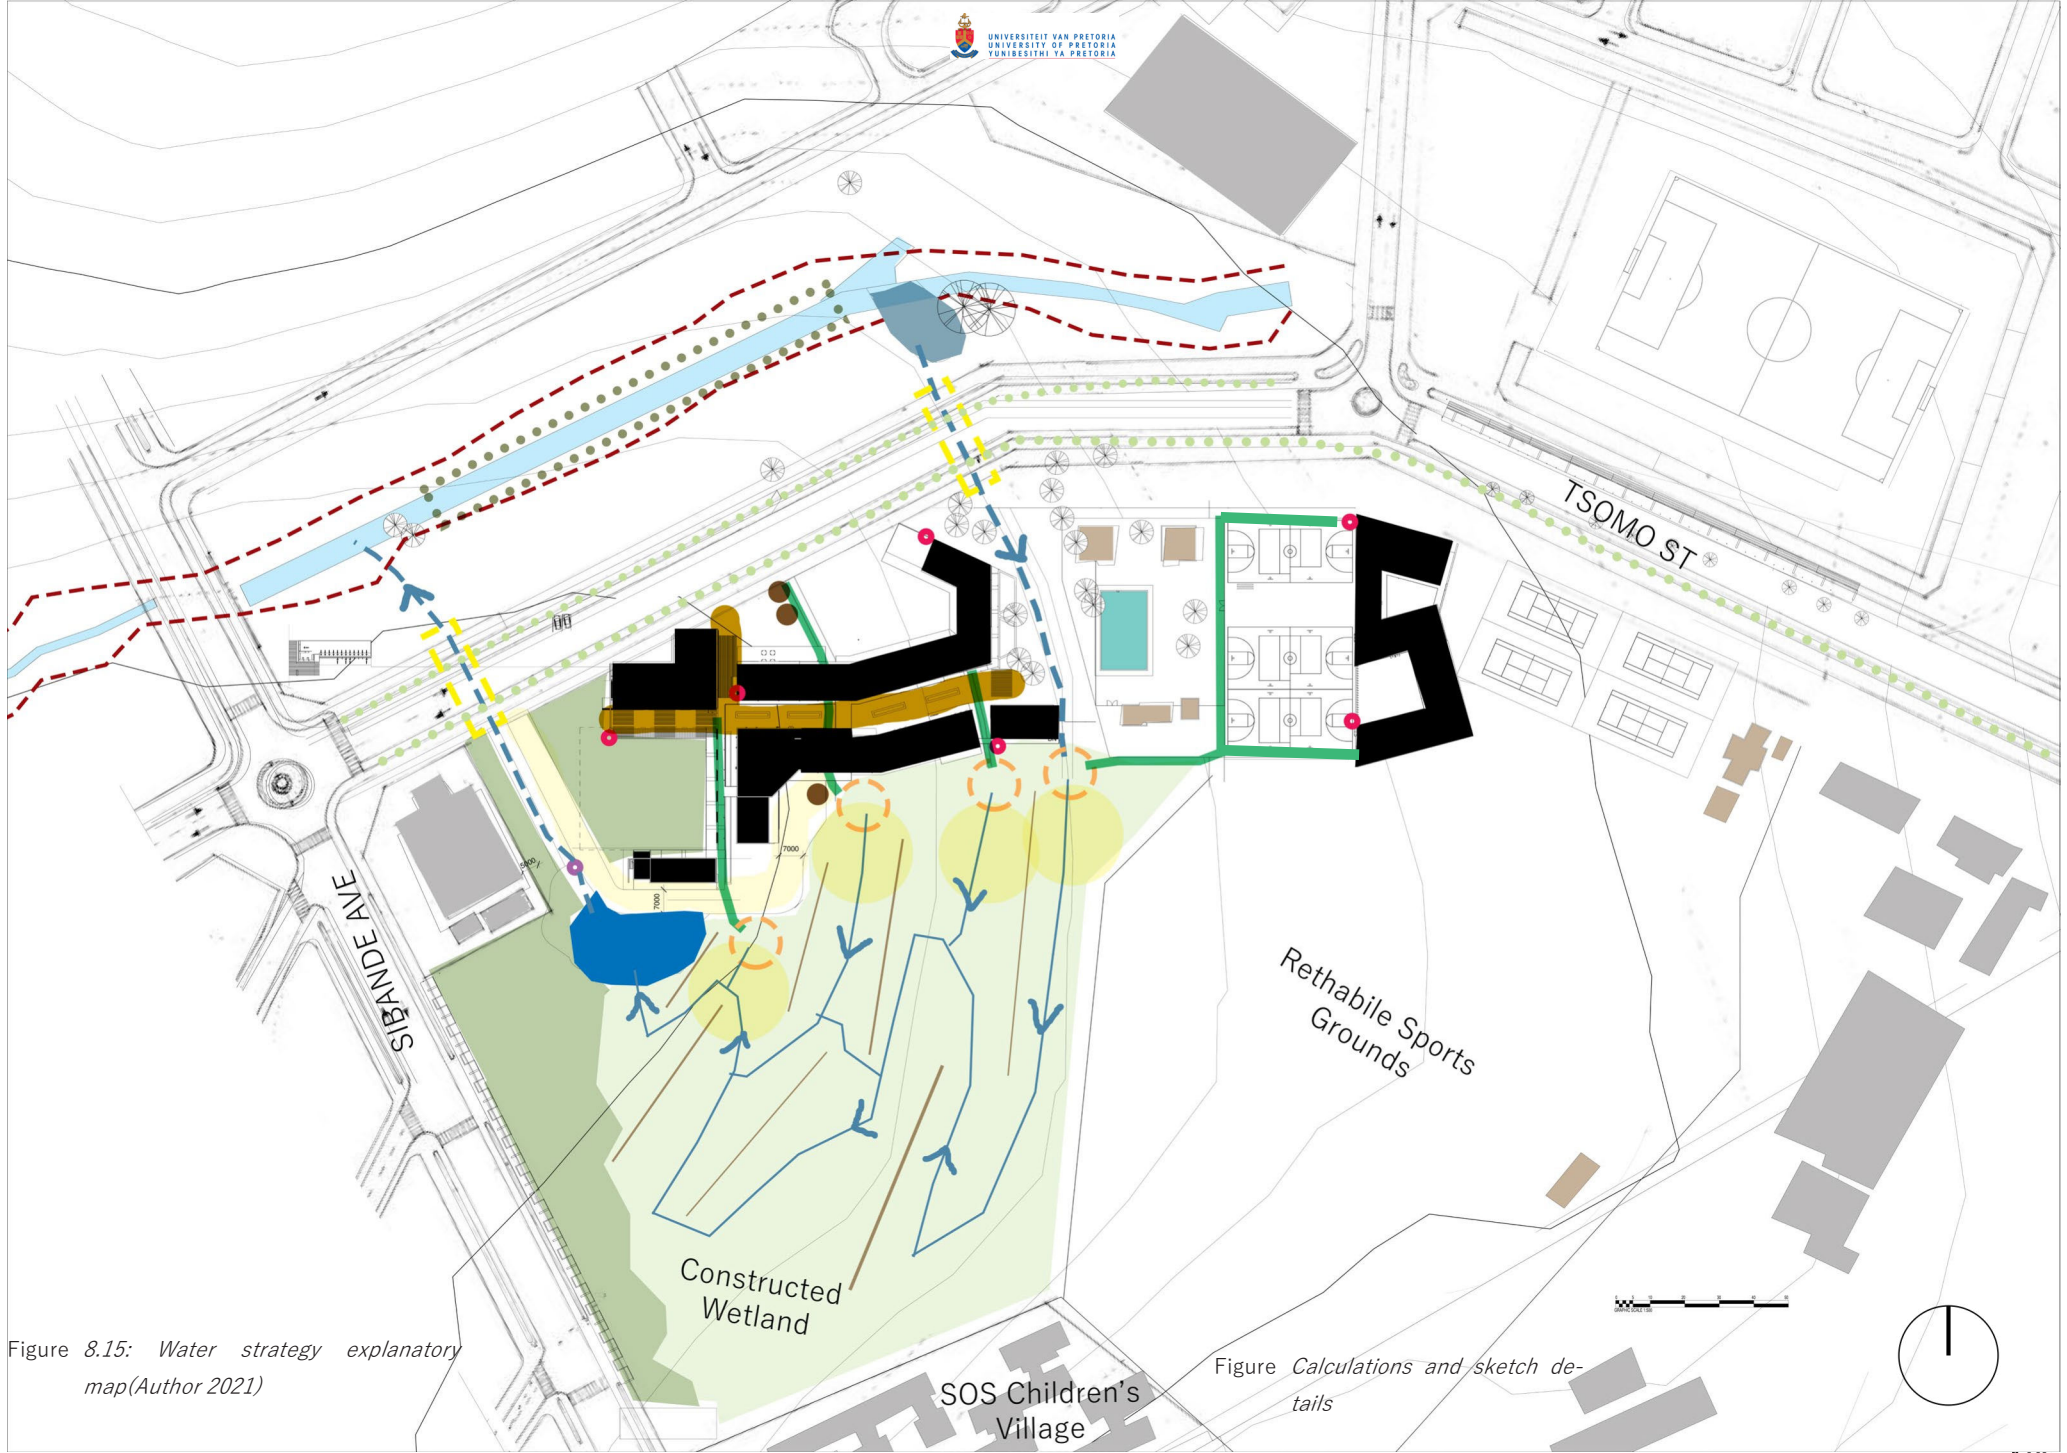 UNIVERSITEIT VAN PRETORIA
UNIVERSITY OF PRETORIA
YUNIBESITHI YA PRETORIA
TSOMO ST
SIBANDE AVE
5000
7000
7000
Rethabile Sports
Grounds
Constructed
Wetland
SOS Children's
Village
Figure 8.15: Water strategy explanatory
map(Author 2021)
Figure Calculations and sketch de-
tails